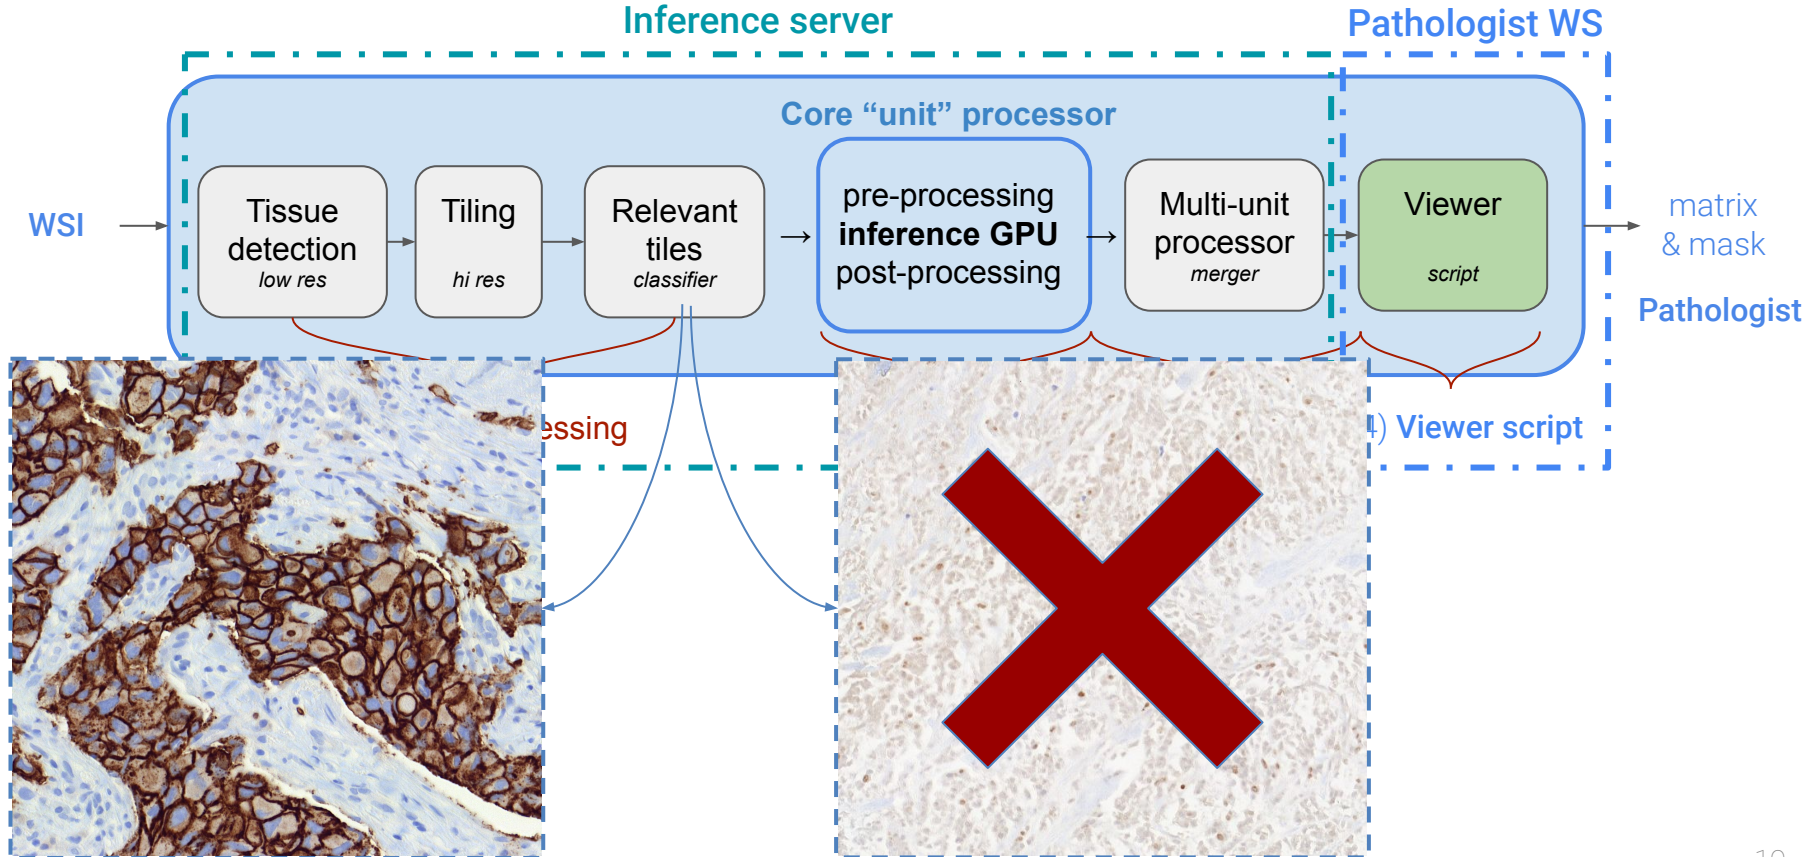 Inference server
Pathologist WS
Core “unit” processor
WSI
Tissue
detection
low res
Tiling
hi res
Relevant
tiles
classifier
→
pre-processing
inference GPU
post-processing
→
Multi-unit
processor
merger
Viewer
script
matrix
& mask
Pathologist
essing
4) Viewer script